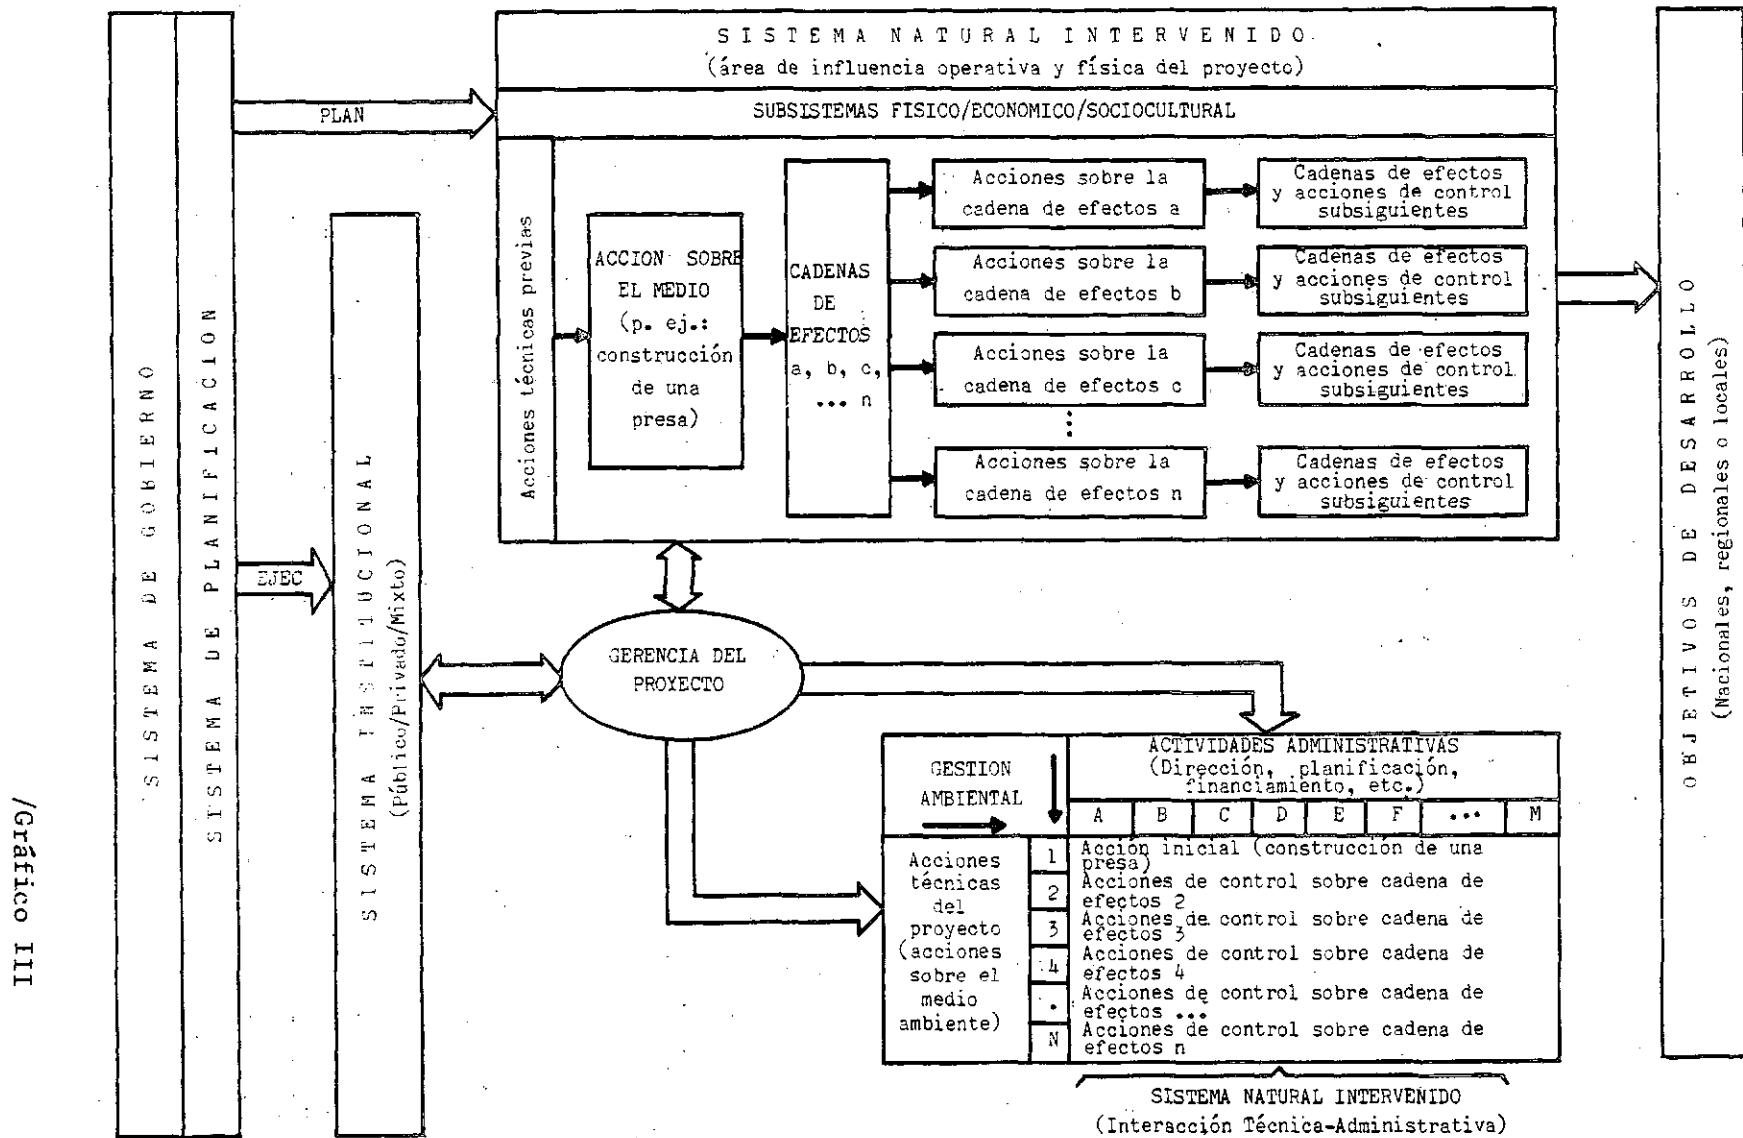 SISTEMA DE GOBIERNO
SISTEMA DE PLANIFICACION
PLAN
EJEC
SISTEMA INSTITUCIONAL
(Público/Privado/Mixto)
SISTEMA NATURAL INTERVENIDO
(área de influencia operativa y física del proyecto)
SUBSISTEMAS FISICO/ECONOMICO/SOCIOCULTURAL
Acciones técnicas previas
ACCION SOBRE
EL MEDIO
(p. ej.:
construcción
de una
presa)
CADENAS
DE
EFECTOS
a, b, c,
... n
Acciones sobre la
cadena de efectos a
Cadenas de efectos
y acciones de control
subsiguientes
Acciones sobre la
cadena de efectos b
Cadenas de efectos
y acciones de control
subsiguientes
Acciones sobre la
cadena de efectos c
Cadenas de efectos
y acciones de control
subsiguientes
Acciones sobre la
cadena de efectos n
Cadenas de efectos
y acciones de control
subsiguientes
OBJETIVOS DE DESARROLLO
(Nacionales, regionales o locales)
GERENCIA DEL
PROYECTO
GESTION
AMBIENTAL
ACTIVIDADES ADMINISTRATIVAS
(Dirección, planificación,
financiamiento, etc.)
A B C D E F ... M
Acciones
técnicas
del
proyecto
(acciones
sobre el
medio
ambiente)
1 Acción inicial (construcción de una
presa)
2 Acciones de control sobre cadena de
efectos 2
3 Acciones de control sobre cadena de
efectos 3
4 Acciones de control sobre cadena de
efectos 4
. Acciones de control sobre cadena de
efectos ...
N Acciones de control sobre cadena de
efectos n
SISTEMA NATURAL INTERVENIDO
(Interacción Técnica-Administrativa)
/Gráfico III